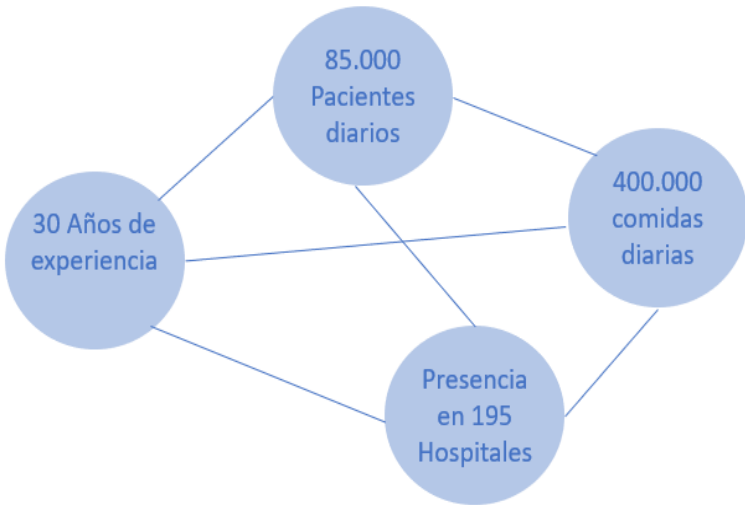 85.000
Pacientes
diarios
30 Años de
experiencia
400.000
comidas
diarias
Presencia
en 195
Hospitales